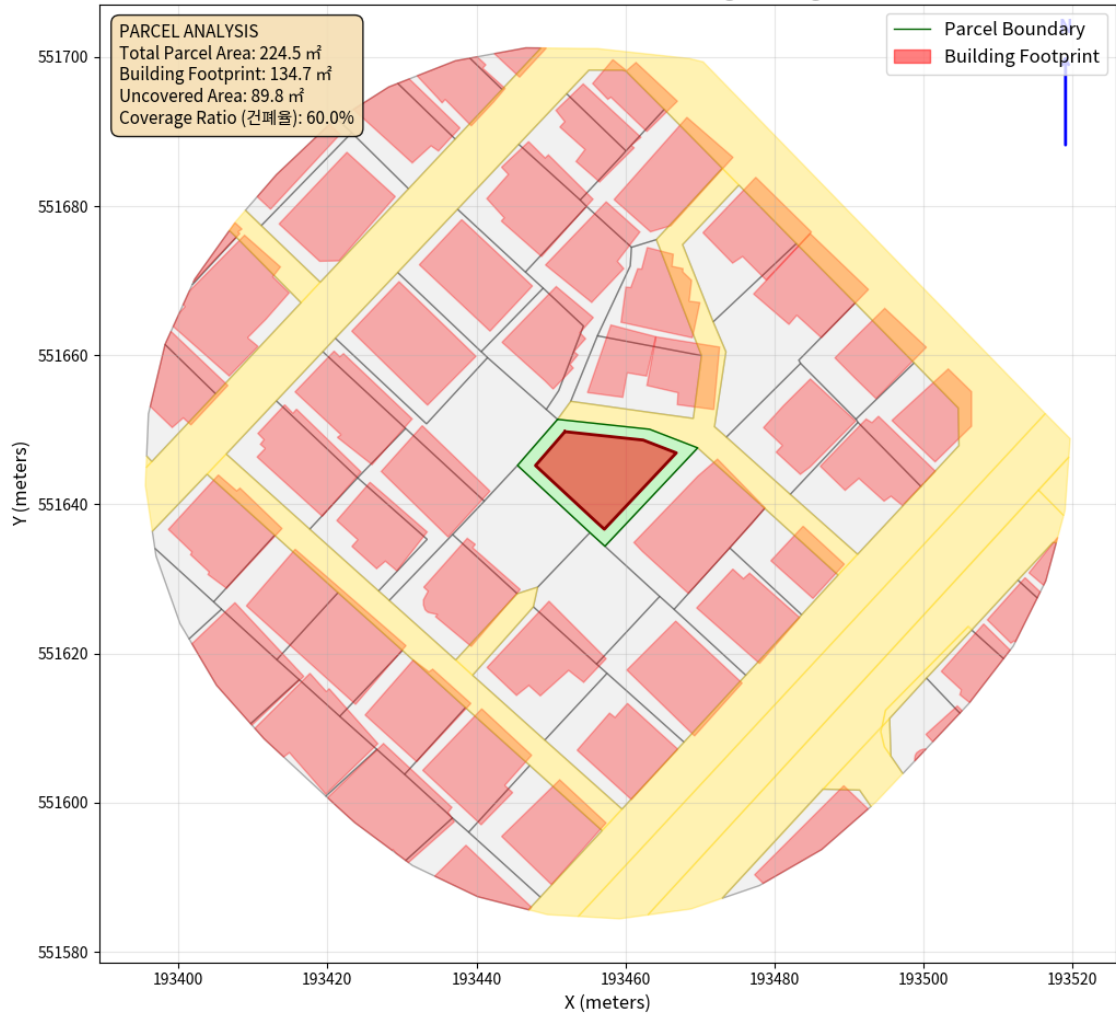 PARCEL ANALYSIS
Total Parcel Area: 224.5 ㎡
Building Footprint: 134.7 ㎡
Uncovered Area: 89.8 ㎡
Coverage Ratio (건폐율): 60.0%
Parcel Boundary
Building Footprint
N
551700
551680
551660
551640
551620
551600
551580
Y (meters)
193400
193420
193440
193460
193480
193500
193520
X (meters)